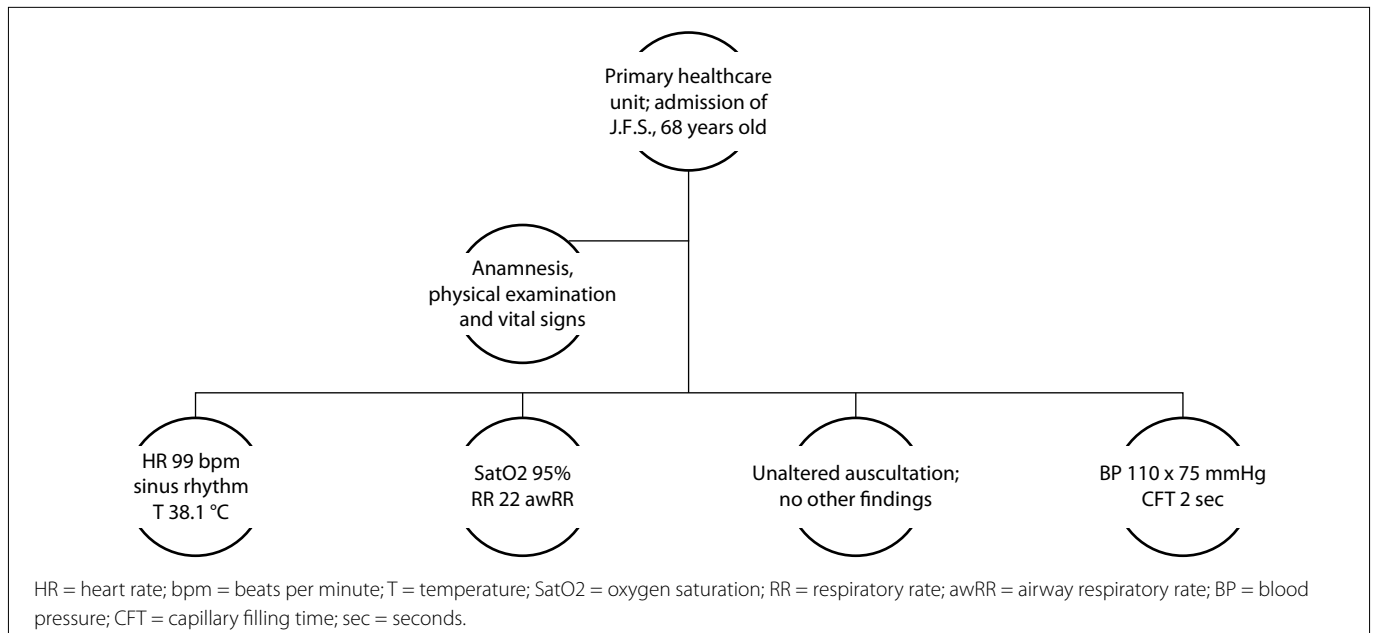 Primary healthcare
unit; admission of
J.F.S., 68 years old
Anamnesis,
physical examination
and vital signs
HR 99 bpm
sinus rhythm
T 38.1 °C
SatO2 95%
RR 22 awRR
Unaltered auscultation;
no other findings
BP 110 x 75 mmHg
CFT 2 sec
HR = heart rate; bpm = beats per minute; T = temperature; SatO2 = oxygen saturation; RR = respiratory rate; awRR = airway respiratory rate; BP = blood
pressure; CFT = capillary filling time; sec = seconds.